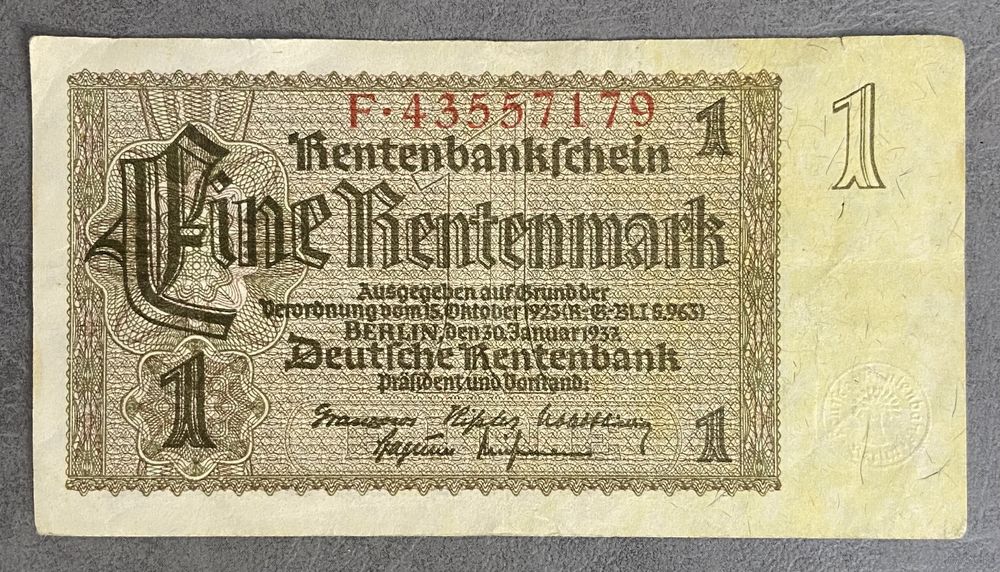 F·43557179
1
1
Rentenbankschein
Eine Rentenmark
Ausgegeben auf Grund der
Verordnung vom 15. Oktober 1923 (R.-G.-Bl. I S. 963)
BERLIN, den 30. Januar 1937
Deutsche Rentenbank
Präsident und Vorstand:
1
1